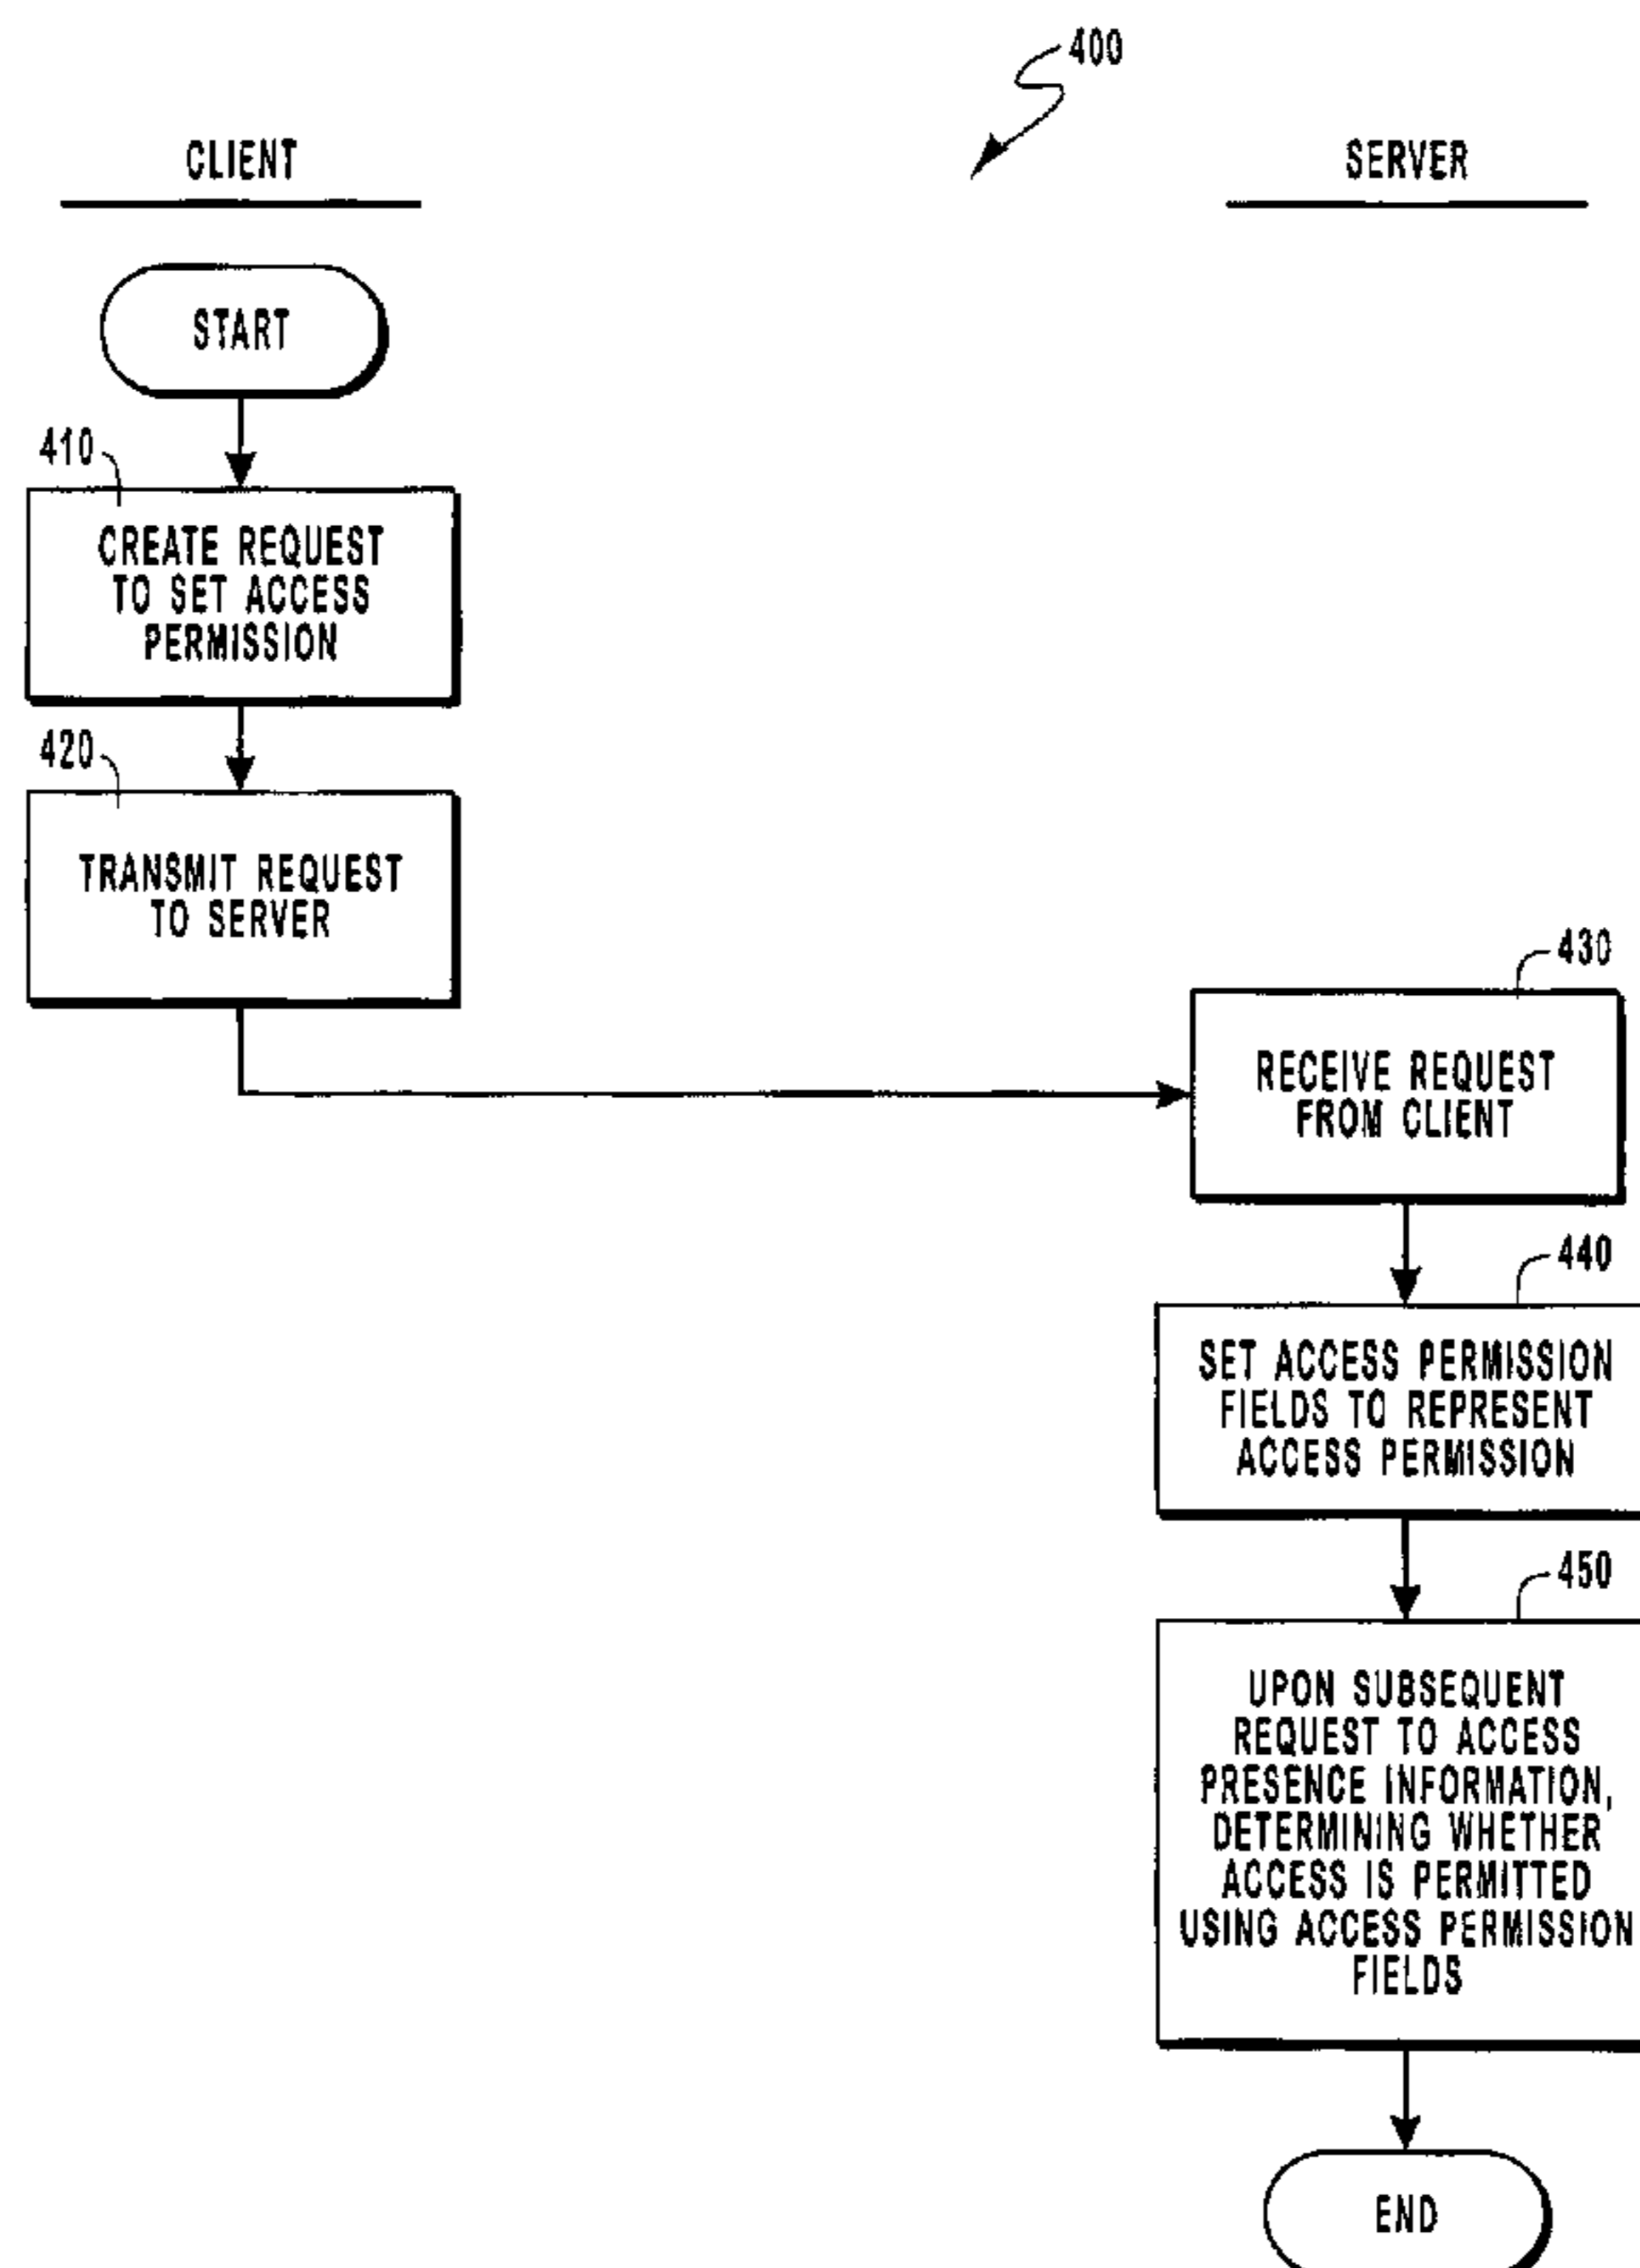 400
CLIENT
SERVER
START
410
CREATE REQUEST
TO SET ACCESS
PERMISSION
420
TRANSMIT REQUEST
TO SERVER
430
RECEIVE REQUEST
FROM CLIENT
440
SET ACCESS PERMISSION
FIELDS TO REPRESENT
ACCESS PERMISSION
450
UPON SUBSEQUENT
REQUEST TO ACCESS
PRESENCE INFORMATION,
DETERMINING WHETHER
ACCESS IS PERMITTED
USING ACCESS PERMISSION
FIELDS
END